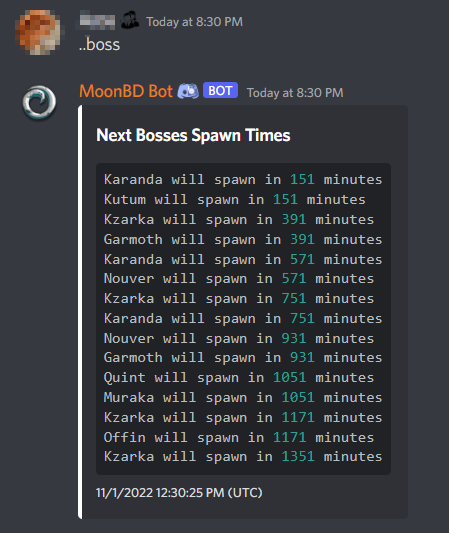 Today at 8:30 PM
..boss
MoonBD Bot BOT Today at 8:30 PM
Next Bosses Spawn Times
Karanda will spawn in 151 minutes
Kutum will spawn in 151 minutes
Kzarka will spawn in 391 minutes
Garmoth will spawn in 391 minutes
Karanda will spawn in 571 minutes
Nouver will spawn in 571 minutes
Kzarka will spawn in 751 minutes
Karanda will spawn in 751 minutes
Nouver will spawn in 931 minutes
Garmoth will spawn in 931 minutes
Quint will spawn in 1051 minutes
Muraka will spawn in 1051 minutes
Kzarka will spawn in 1171 minutes
Offin will spawn in 1171 minutes
Kzarka will spawn in 1351 minutes
11/1/2022 12:30:25 PM (UTC)